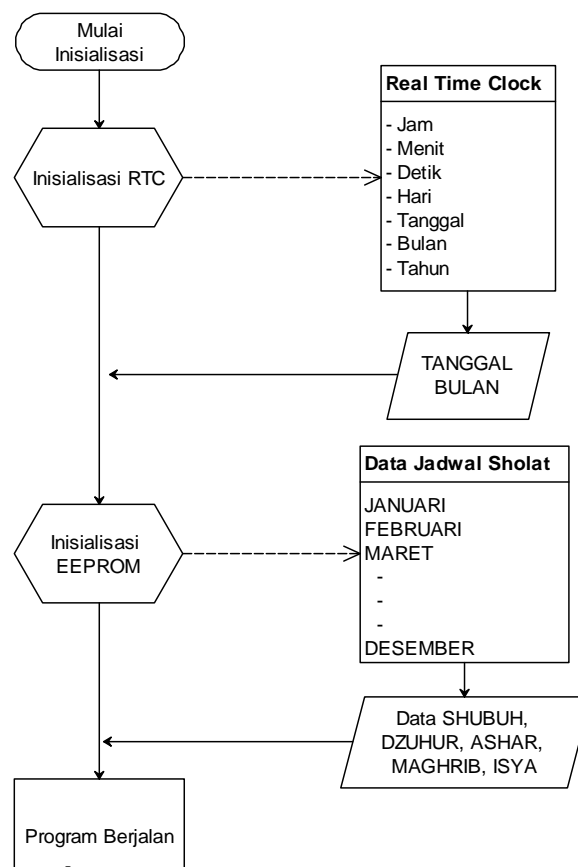 Mulai
Inisialisasi
Real Time Clock
- Jam
- Menit
- Detik
- Hari
- Tanggal
- Bulan
- Tahun
Inisialisasi RTC
TANGGAL
BULAN
Data Jadwal Sholat
JANUARI
FEBRUARI
MARET
-
-
-
DESEMBER
Inisialisasi
EEPROM
Data SHUBUH,
DZUHUR, ASHAR,
MAGHRIB, ISYA
Program Berjalan